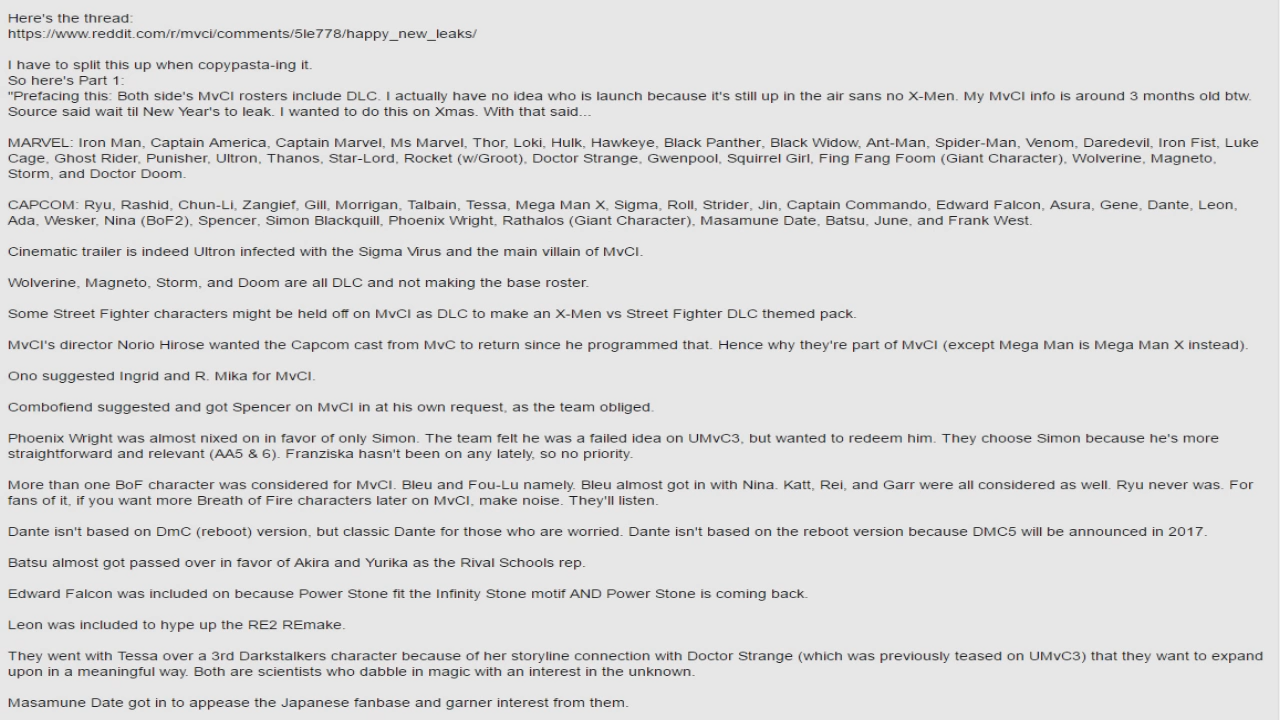 Here's the thread:
https://www.reddit.com/r/mvci/comments/5le778/happy_new_leaks/
I have to split this up when copypasta-ing it.
So here's Part 1:
"Prefacing this: Both side's MvCI rosters include DLC. I actually have no idea who is launch because it's still up in the air sans no X-Men. My MvCI info is around 3 months old btw.
Source said wait til New Year's to leak. I wanted to do this on Xmas. With that said...
MARVEL: Iron Man, Captain America, Captain Marvel, Ms Marvel, Thor, Loki, Hulk, Hawkeye, Black Panther, Black Widow, Ant-Man, Spider-Man, Venom, Daredevil, Iron Fist, Luke
Cage, Ghost Rider, Punisher, Ultron, Thanos, Star-Lord, Rocket (w/Groot), Doctor Strange, Gwenpool, Squirrel Girl, Fing Fang Foom (Giant Character), Wolverine, Magneto,
Storm, and Doctor Doom.
CAPCOM: Ryu, Rashid, Chun-Li, Zangief, Gill, Morrigan, Talbain, Tessa, Mega Man X, Sigma, Roll, Strider, Jin, Captain Commando, Edward Falcon, Asura, Gene, Dante, Leon,
Ada, Wesker, Nina (BoF2), Spencer, Simon Blackquill, Phoenix Wright, Rathalos (Giant Character), Masamune Date, Batsu, June, and Frank West.
Cinematic trailer is indeed Ultron infected with the Sigma Virus and the main villain of MvCI.
Wolverine, Magneto, Storm, and Doom are all DLC and not making the base roster.
Some Street Fighter characters might be held off on MvCI as DLC to make an X-Men vs Street Fighter DLC themed pack.
MvCI's director Norio Hirose wanted the Capcom cast from MvC to return since he programmed that. Hence why they're part of MvCI (except Mega Man is Mega Man X instead).
Ono suggested Ingrid and R. Mika for MvCI.
Combofiend suggested and got Spencer on MvCI in at his own request, as the team obliged.
Phoenix Wright was almost nixed on in favor of only Simon. The team felt he was a failed idea on UMvC3, but wanted to redeem him. They choose Simon because he's more
straightforward and relevant (AA5 & 6). Franziska hasn't been on any lately, so no priority.
More than one BoF character was considered for MvCI. Bleu and Fou-Lu namely. Bleu almost got in with Nina. Katt, Rei, and Garr were all considered as well. Ryu never was. For
fans of it, if you want more Breath of Fire characters later on MvCI, make noise. They'll listen.
Dante isn't based on DmC (reboot) version, but classic Dante for those who are worried. Dante isn't based on the reboot version because DMC5 will be announced in 2017.
Batsu almost got passed over in favor of Akira and Yurika as the Rival Schools rep.
Edward Falcon was included on because Power Stone fit the Infinity Stone motif AND Power Stone is coming back.
Leon was included to hype up the RE2 REmake.
They went with Tessa over a 3rd Darkstalkers character because of her storyline connection with Doctor Strange (which was previously teased on UMvC3) that they want to expand
upon in a meaningful way. Both are scientists who dabble in magic with an interest in the unknown.
Masamune Date got in to appease the Japanese fanbase and garner interest from them.